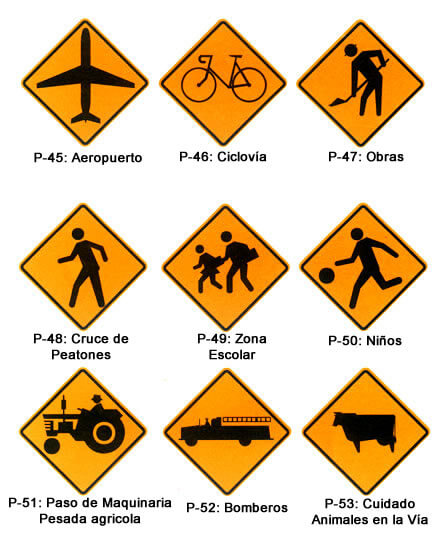 P-45: Aeropuerto
P-46: Ciclovía
P-47: Obras
P-48: Cruce de
Peatones
P-49: Zona
Escolar
P-50: Niños
P-51: Paso de Maquinaria
Pesada agricola
P-52: Bomberos
P-53: Cuidado
Animales en la Vía